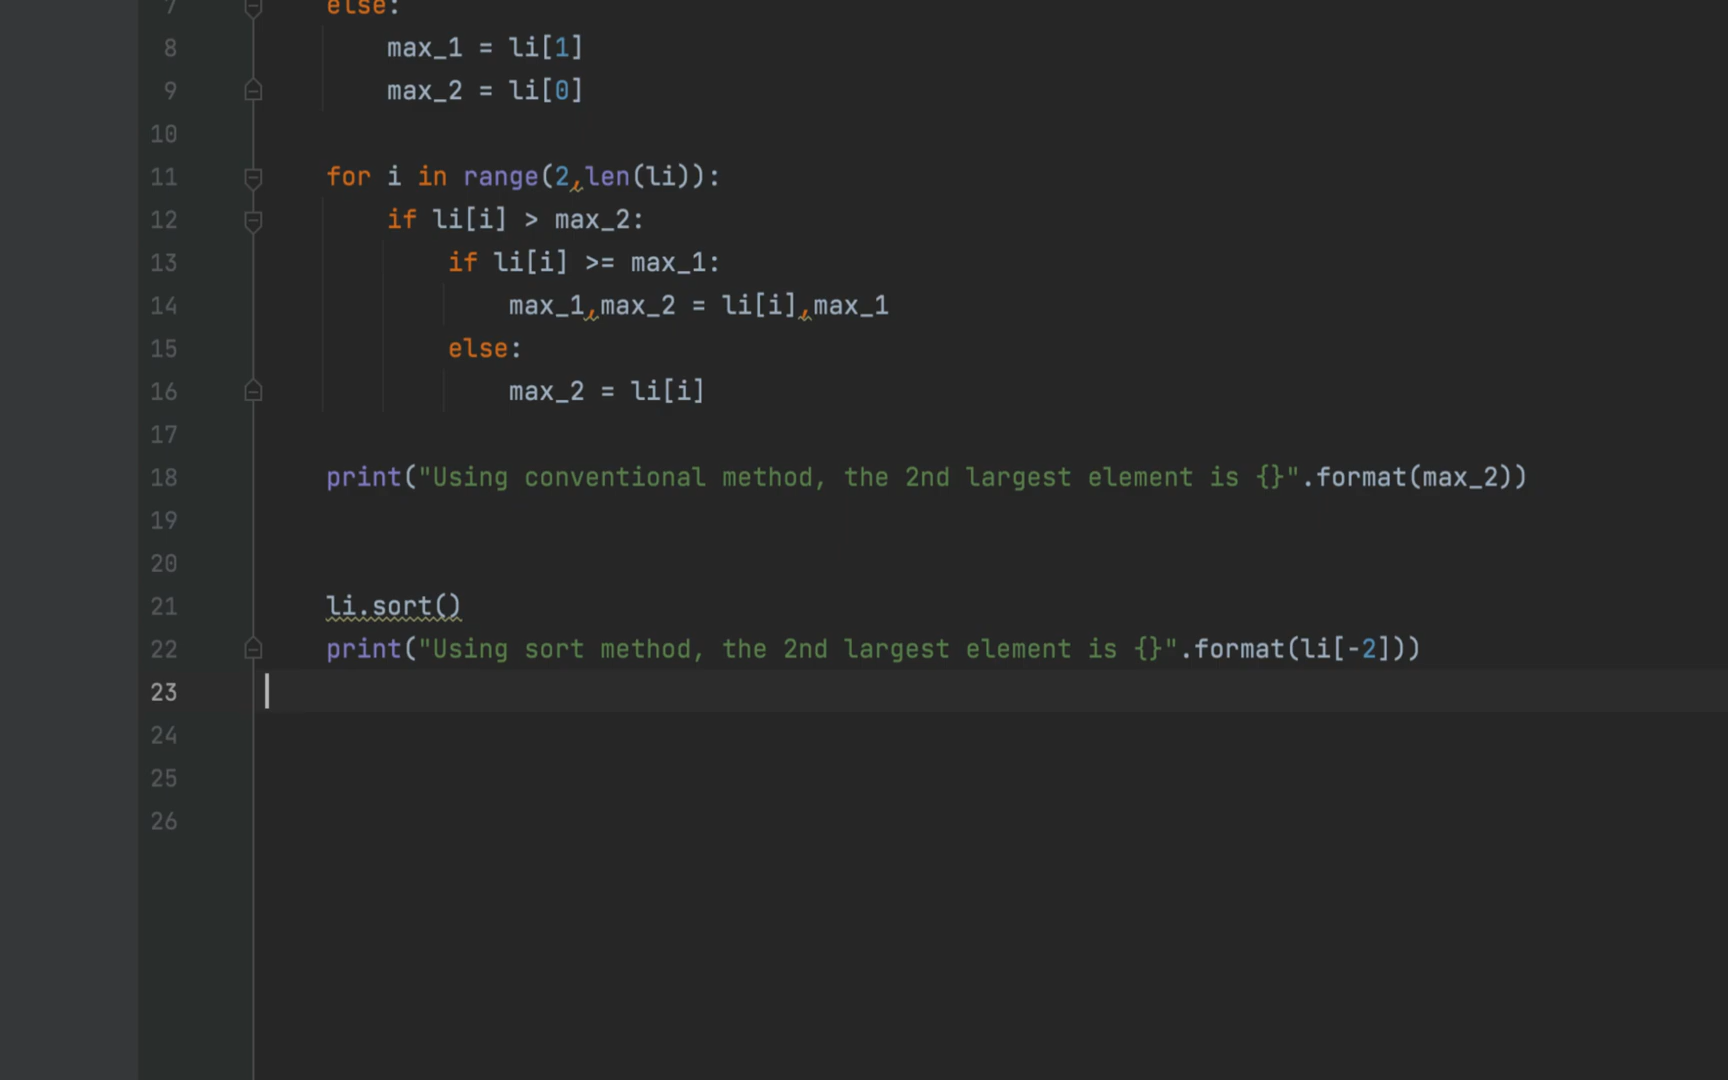 7 else:
8 max_1 = li[1]
9 max_2 = li[0]
10
11 for i in range(2,len(li)):
12 if li[i] > max_2:
13 if li[i] >= max_1:
14 max_1,max_2 = li[i],max_1
15 else:
16 max_2 = li[i]
17
18 print("Using conventional method, the 2nd largest element is {}".format(max_2))
19
20
21 li.sort()
22 print("Using sort method, the 2nd largest element is {}".format(li[-2]))
23
24
25
26